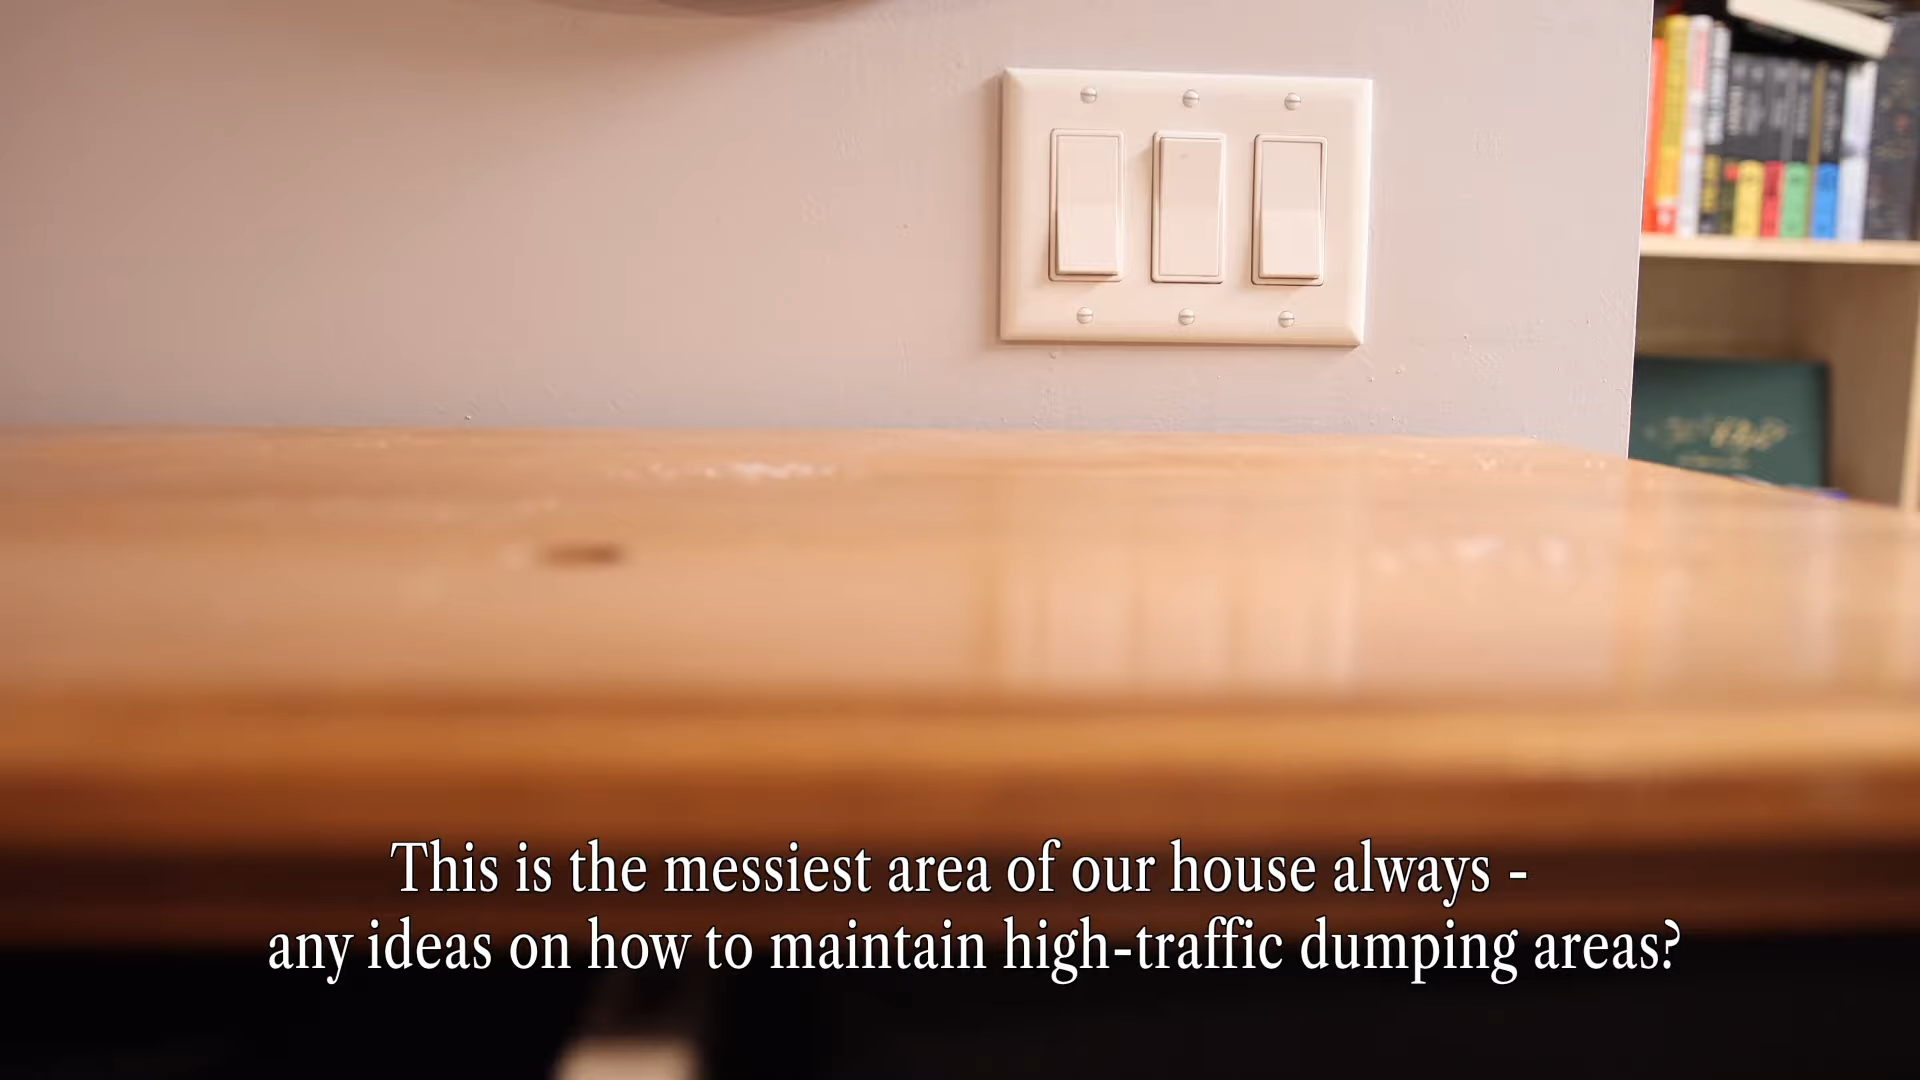 This is the messiest area of our house always -
any ideas on how to maintain high-traffic dumping areas?